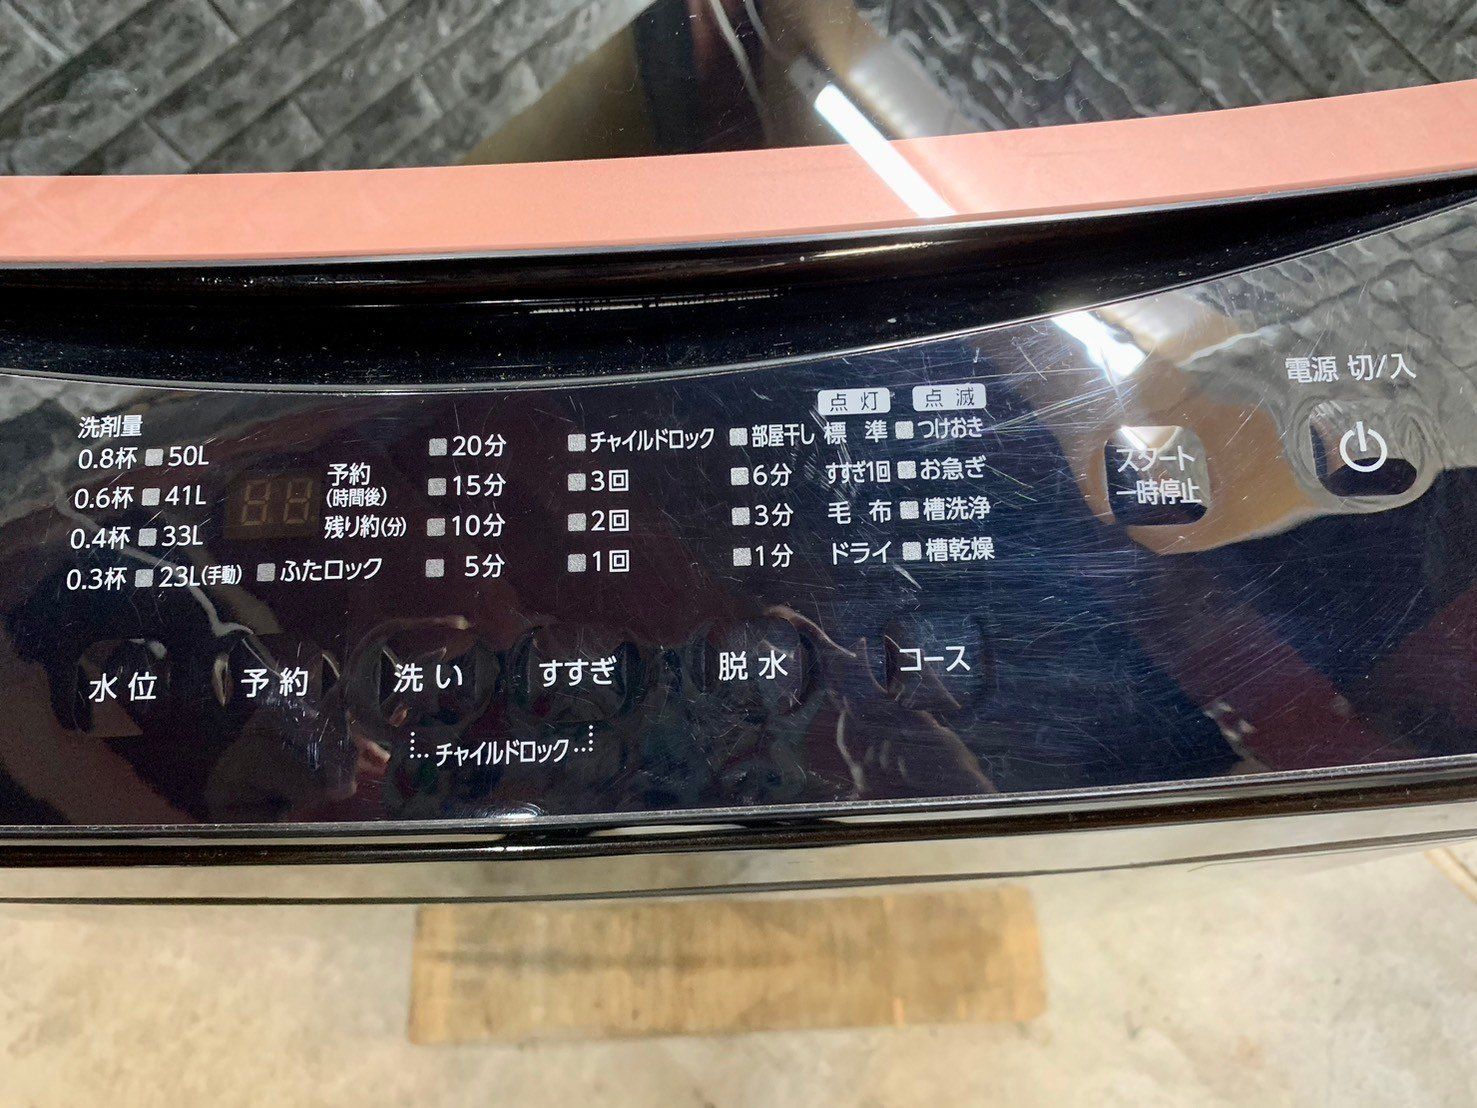 電源 切/入
点灯 点滅
洗剤量
0.8杯 50L
0.6杯 41L
0.4杯 33L
0.3杯 23L(手動)
予約
(時間後)
残り約(分)
ふたロック
20分
15分
10分
5分
チャイルドロック
3回
2回
1回
部屋干し
6分
3分
1分
標準 つけおき
すすぎ1回 お急ぎ
毛布 槽洗浄
ドライ 槽乾燥
スタート
一時停止
水位
予約
洗い
すすぎ
脱水
コース
チャイルドロック